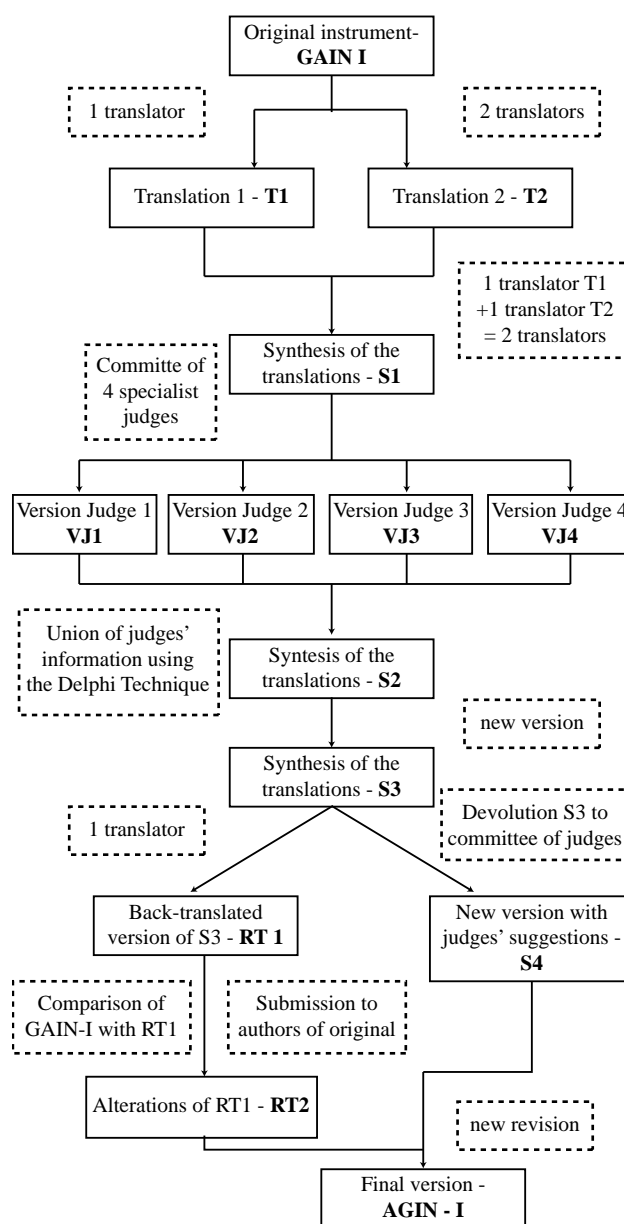 Original instrument-
GAIN I
1 translator
2 translators
Translation 1 - T1
Translation 2 - T2
1 translator T1
+1 translator T2
= 2 translators
Synthesis of the
translations - S1
Committe of
4 specialist
judges
Version Judge 1
VJ1
Version Judge 2
VJ2
Version Judge 3
VJ3
Version Judge 4
VJ4
Union of judges’
information using
the Delphi Technique
Syntesis of the
translations - S2
new version
Synthesis of the
translations - S3
1 translator
Devolution S3 to
committee of judges
Back-translated
version of S3 - RT 1
New version with
judges’ suggestions -
S4
Comparison of
GAIN-I with RT1
Submission to
authors of original
Alterations of RT1 - RT2
new revision
Final version -
AGIN - I